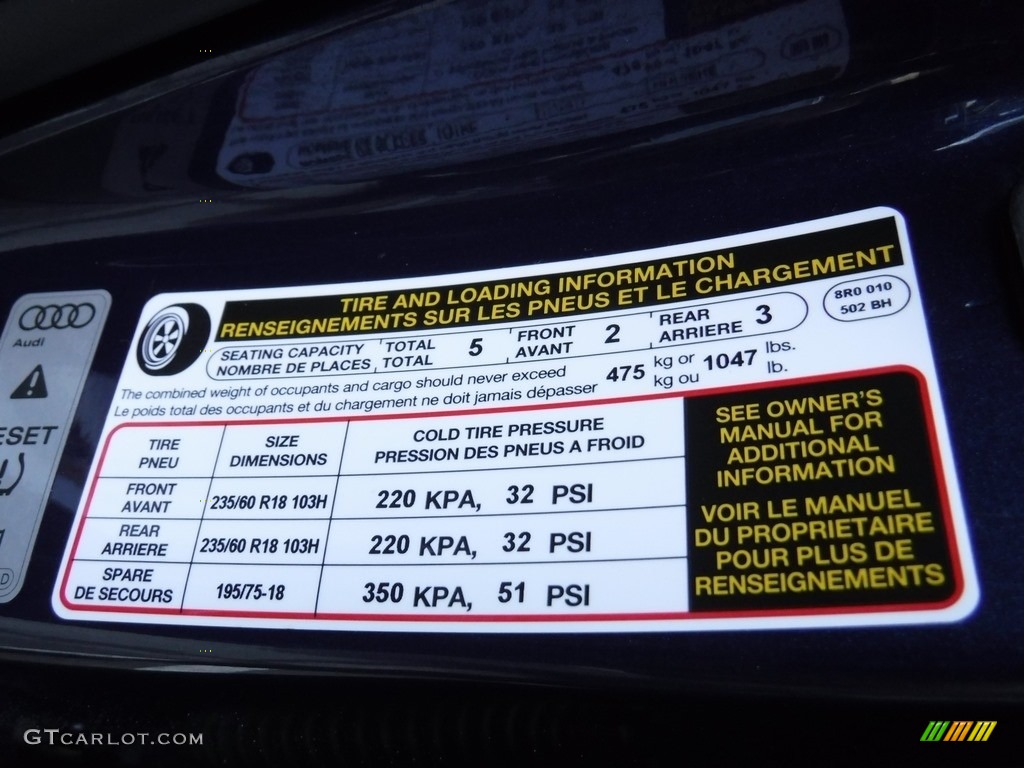 TIRE AND LOADING INFORMATION
RENSEIGNEMENTS SUR LES PNEUS ET LE CHARGEMENT
SEATING CAPACITY TOTAL 5 FRONT 2 REAR 3
NOMBRE DE PLACES TOTAL AVANT ARRIERE
8R0 010
502 BH
The combined weight of occupants and cargo should never exceed 475 kg or 1047 lbs.
Le poids total des occupants et du chargement ne doit jamais dépasser kg ou lb.
TIRE SIZE COLD TIRE PRESSURE
PNEU DIMENSIONS PRESSION DES PNEUS A FROID
FRONT
AVANT 235/60 R18 103H 220 KPA, 32 PSI
REAR
ARRIERE 235/60 R18 103H 220 KPA, 32 PSI
SPARE
DE SECOURS 195/75-18 350 KPA, 51 PSI
SEE OWNER'S
MANUAL FOR
ADDITIONAL
INFORMATION
VOIR LE MANUEL
DU PROPRIETAIRE
POUR PLUS DE
RENSEIGNEMENTS
Audi
ESET
GTCARLOT.COM